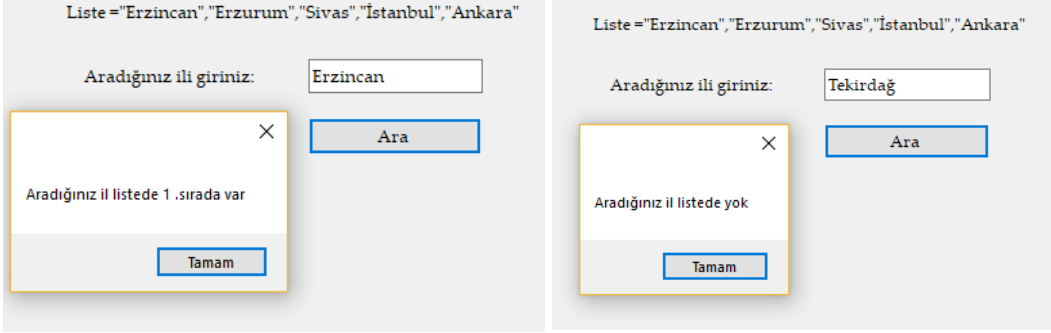 Liste ="Erzincan","Erzurum","Sivas","İstanbul","Ankara"
Aradığınız ili giriniz: Erzincan
Ara
Aradığınız il listede 1 .sırada var
Tamam
Liste ="Erzincan","Erzurum","Sivas","İstanbul","Ankara"
Aradığınız ili giriniz: Tekirdağ
Ara
Aradığınız il listede yok
Tamam